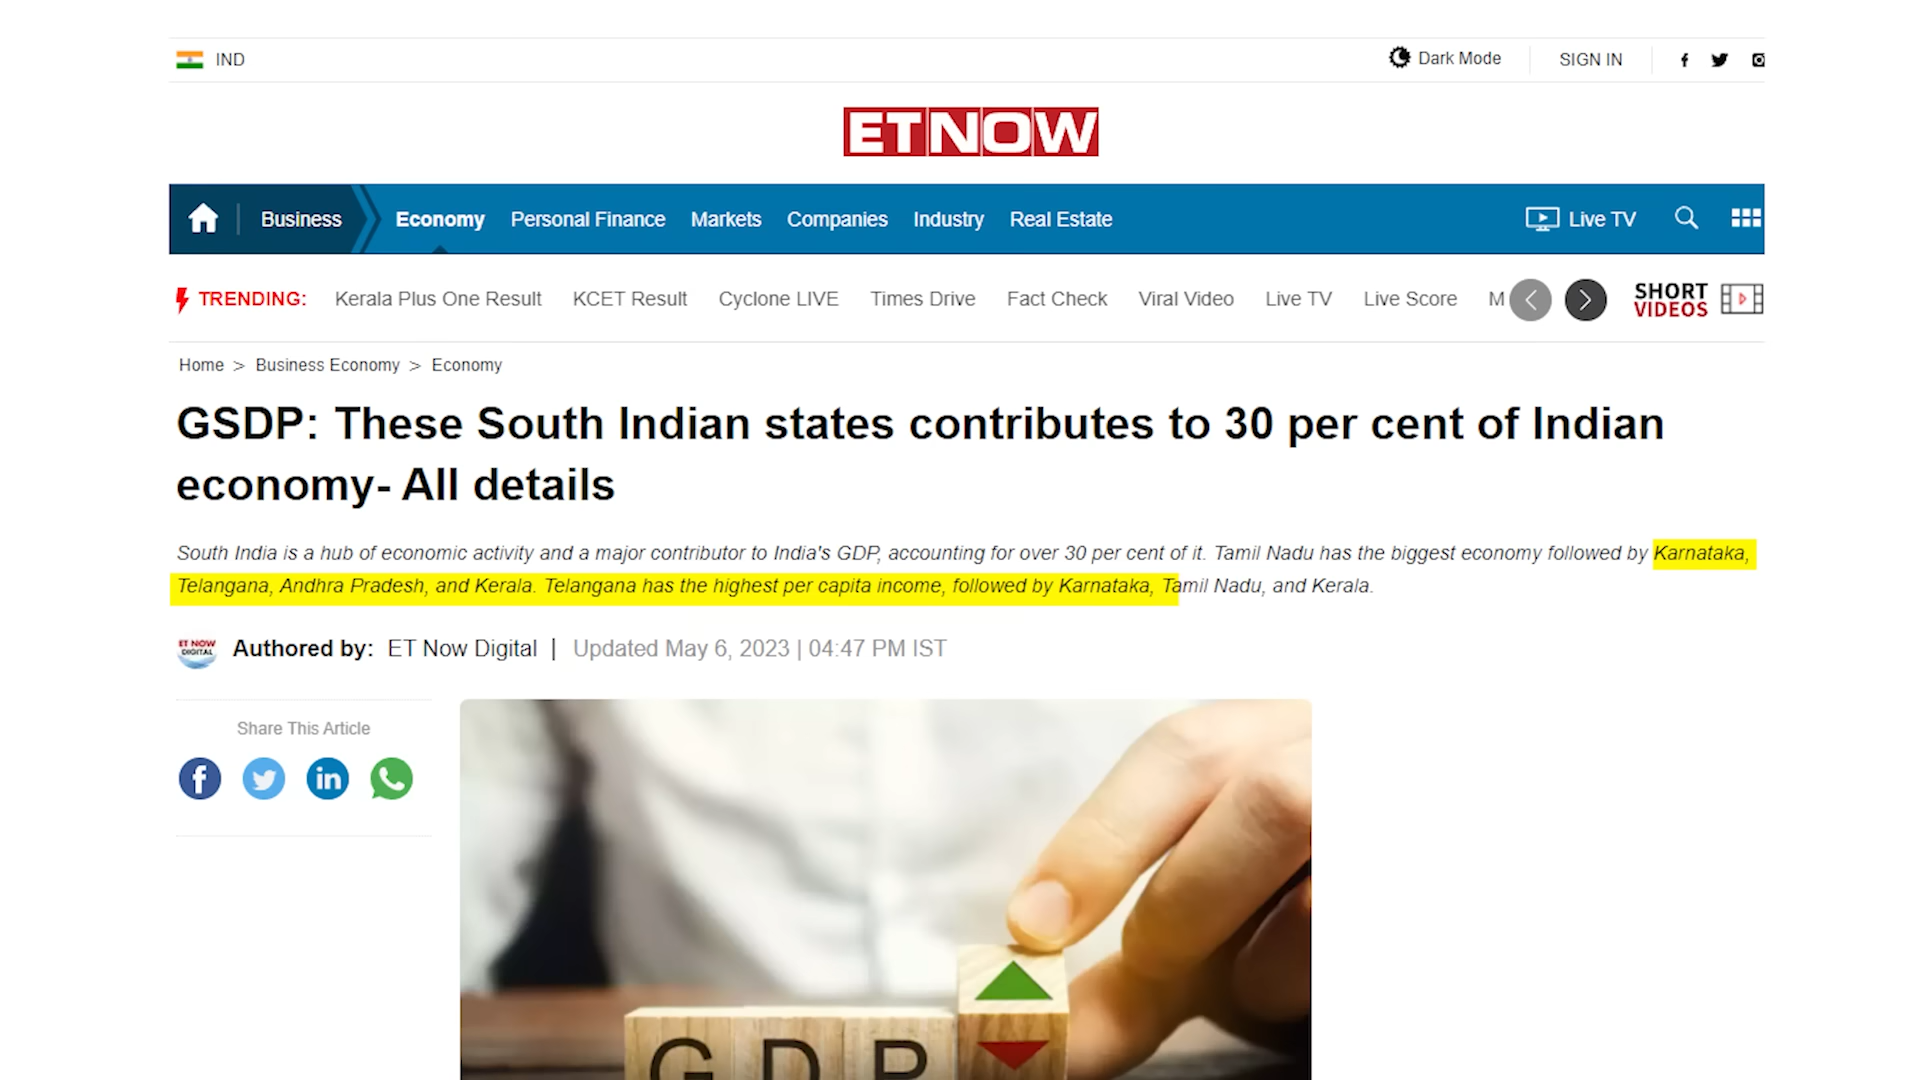 IND
Dark Mode
SIGN IN
ET NOW
Business
Economy
Personal Finance
Markets
Companies
Industry
Real Estate
Live TV
TRENDING:
Kerala Plus One Result
KCET Result
Cyclone LIVE
Times Drive
Fact Check
Viral Video
Live TV
Live Score
M
SHORT
VIDEOS
Home > Business Economy > Economy
GSDP: These South Indian states contributes to 30 per cent of Indian
economy- All details
South India is a hub of economic activity and a major contributor to India's GDP, accounting for over 30 per cent of it. Tamil Nadu has the biggest economy followed by Karnataka,
Telangana, Andhra Pradesh, and Kerala. Telangana has the highest per capita income, followed by Karnataka, Tamil Nadu, and Kerala.
ET NOW
DIGITAL
Authored by: ET Now Digital | Updated May 6, 2023 | 04:47 PM IST
Share This Article
GDP